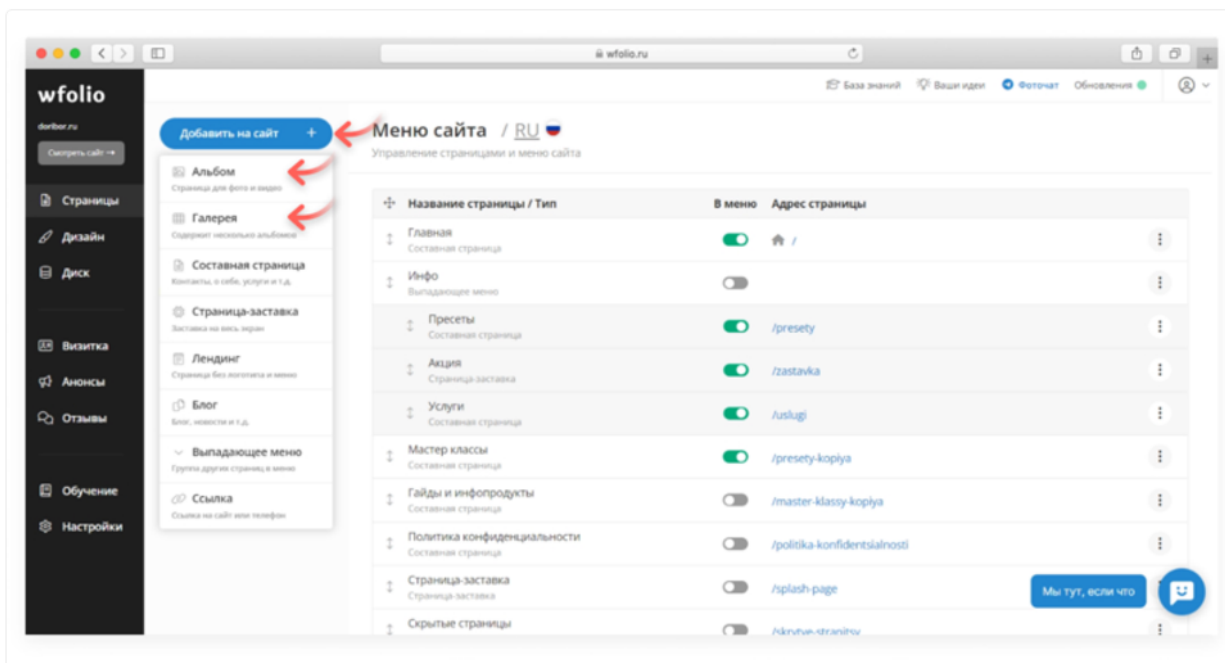 wfolio.ru
wfolio
База знаний Ваши идеи Фоточат Обновления
doribor.ru
Смотреть сайт →
Добавить на сайт +
Меню сайта / RU
Управление страницами и меню сайта
Страницы
Дизайн
Диск
Визитка
Анонсы
Отзывы
Обучение
Настройки
Альбом
Страница для фото и видео
Галерея
Содержит несколько альбомов
Составная страница
Контакты, о себе, услуги и т.д.
Страница-заставка
Заставка на весь экран
Лендинг
Страница без логотипа и меню
Блог
Блог, новости и т.д.
Выпадающее меню
Группа других страниц в меню
Ссылка
Ссылка на сайт или телефон
Название страницы / Тип В меню Адрес страницы
Главная
Составная страница
/
Инфо
Выпадающее меню
Пресеты
Составная страница
/presety
Акция
Страница-заставка
/zastavka
Услуги
Составная страница
/uslugi
Мастер классы
Составная страница
/presety-kopiya
Гайды и инфопродукты
Составная страница
/master-klassy-kopiya
Политика конфиденциальности
Составная страница
/politika-konfidentsialnosti
Страница-заставка
Страница-заставка
/splash-page
Скрытые страницы
/skrytye-stranitsy
Мы тут, если что